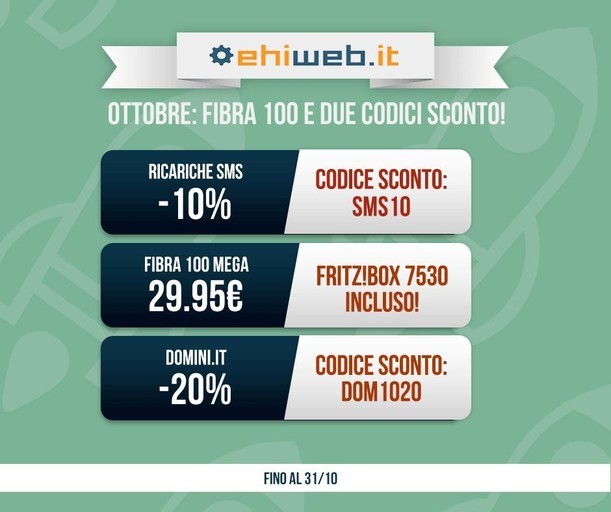 ehiweb.it
OTTOBRE: FIBRA 100 E DUE CODICI SCONTO!
RICARICHE SMS
-10%
CODICE SCONTO:
SMS10
FIBRA 100 MEGA
29.95€
FRITZ!BOX 7530
INCLUSO!
DOMINI.IT
-20%
CODICE SCONTO:
DOM1020
FINO AL 31/10